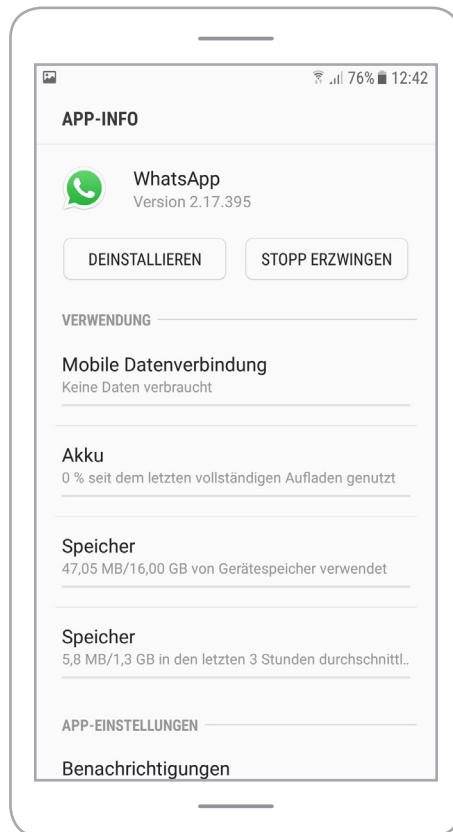 76% 12:42
APP-INFO
WhatsApp
Version 2.17.395
DEINSTALLIEREN STOPP ERZWINGEN
VERWENDUNG
Mobile Datenverbindung
Keine Daten verbraucht
Akku
0 % seit dem letzten vollständigen Aufladen genutzt
Speicher
47,05 MB/16,00 GB von Gerätespeicher verwendet
Speicher
5,8 MB/1,3 GB in den letzten 3 Stunden durchschnittl..
APP-EINSTELLUNGEN
Benachrichtigungen